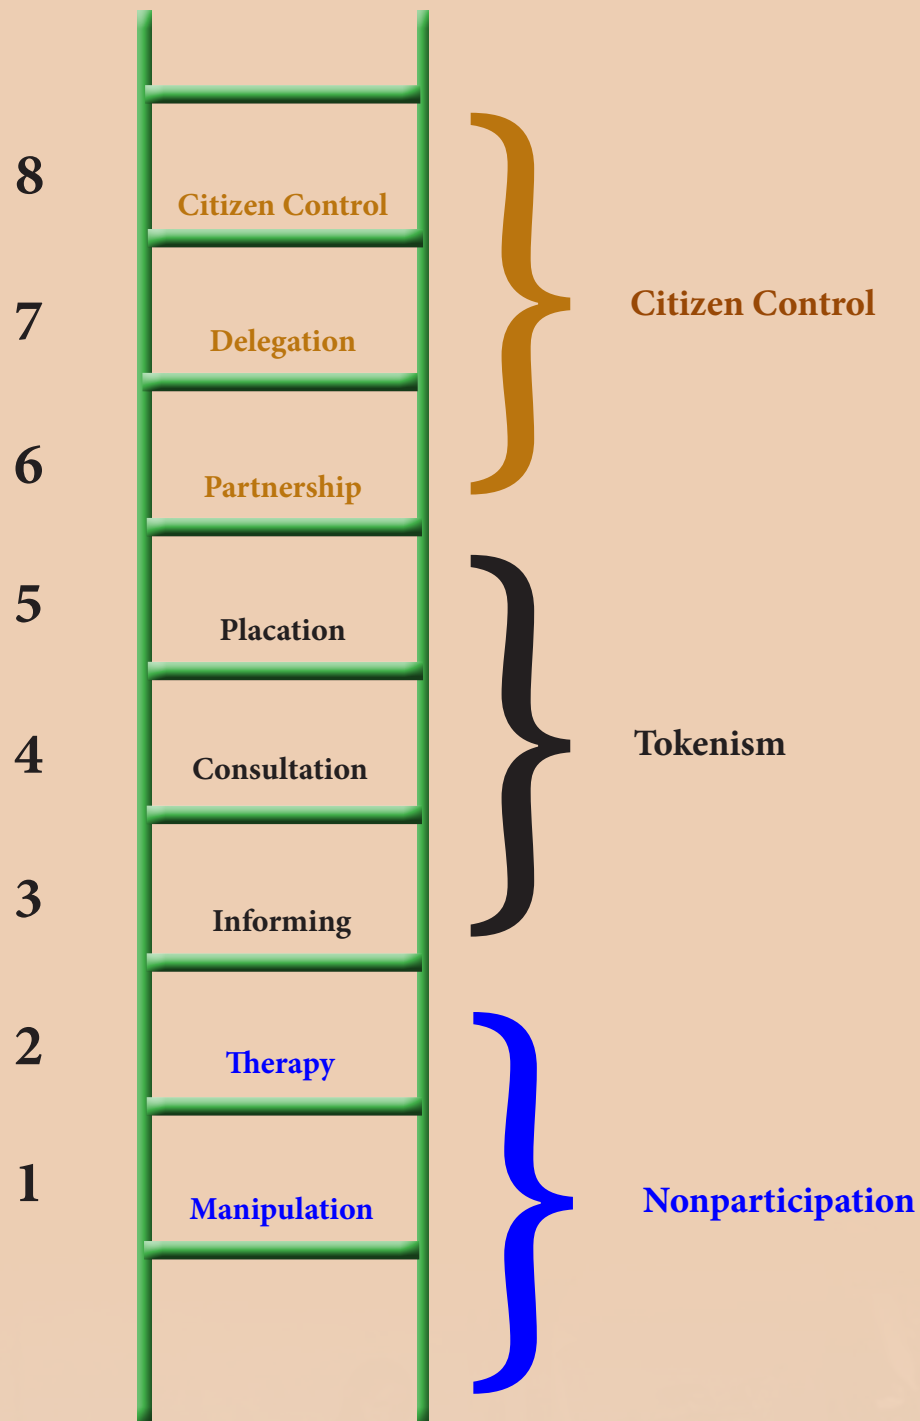 8
Citizen Control
7
Citizen Control
Delegation
6
Partnership
5
Placation
4
Tokenism
Consultation
3
Informing
2
Therapy
1
Nonparticipation
Manipulation